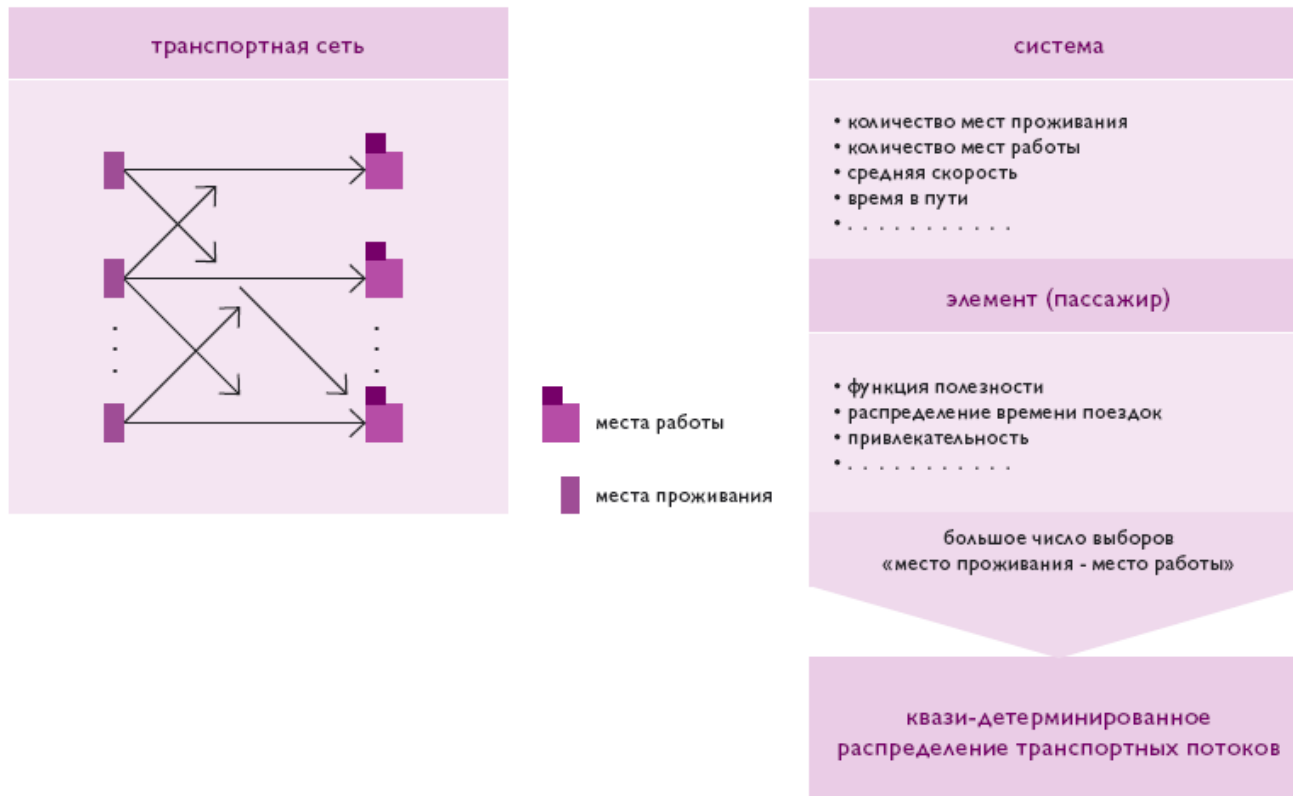 транспортная сеть
места работы
места проживания
система
• количество мест проживания
• количество мест работы
• средняя скорость
• время в пути
• . . . . . . . . . . .
элемент (пассажир)
• функция полезности
• распределение времени поездок
• привлекательность
• . . . . . . . . . . .
большое число выборов
«место проживания - место работы»
квази-детерминированное
распределение транспортных потоков